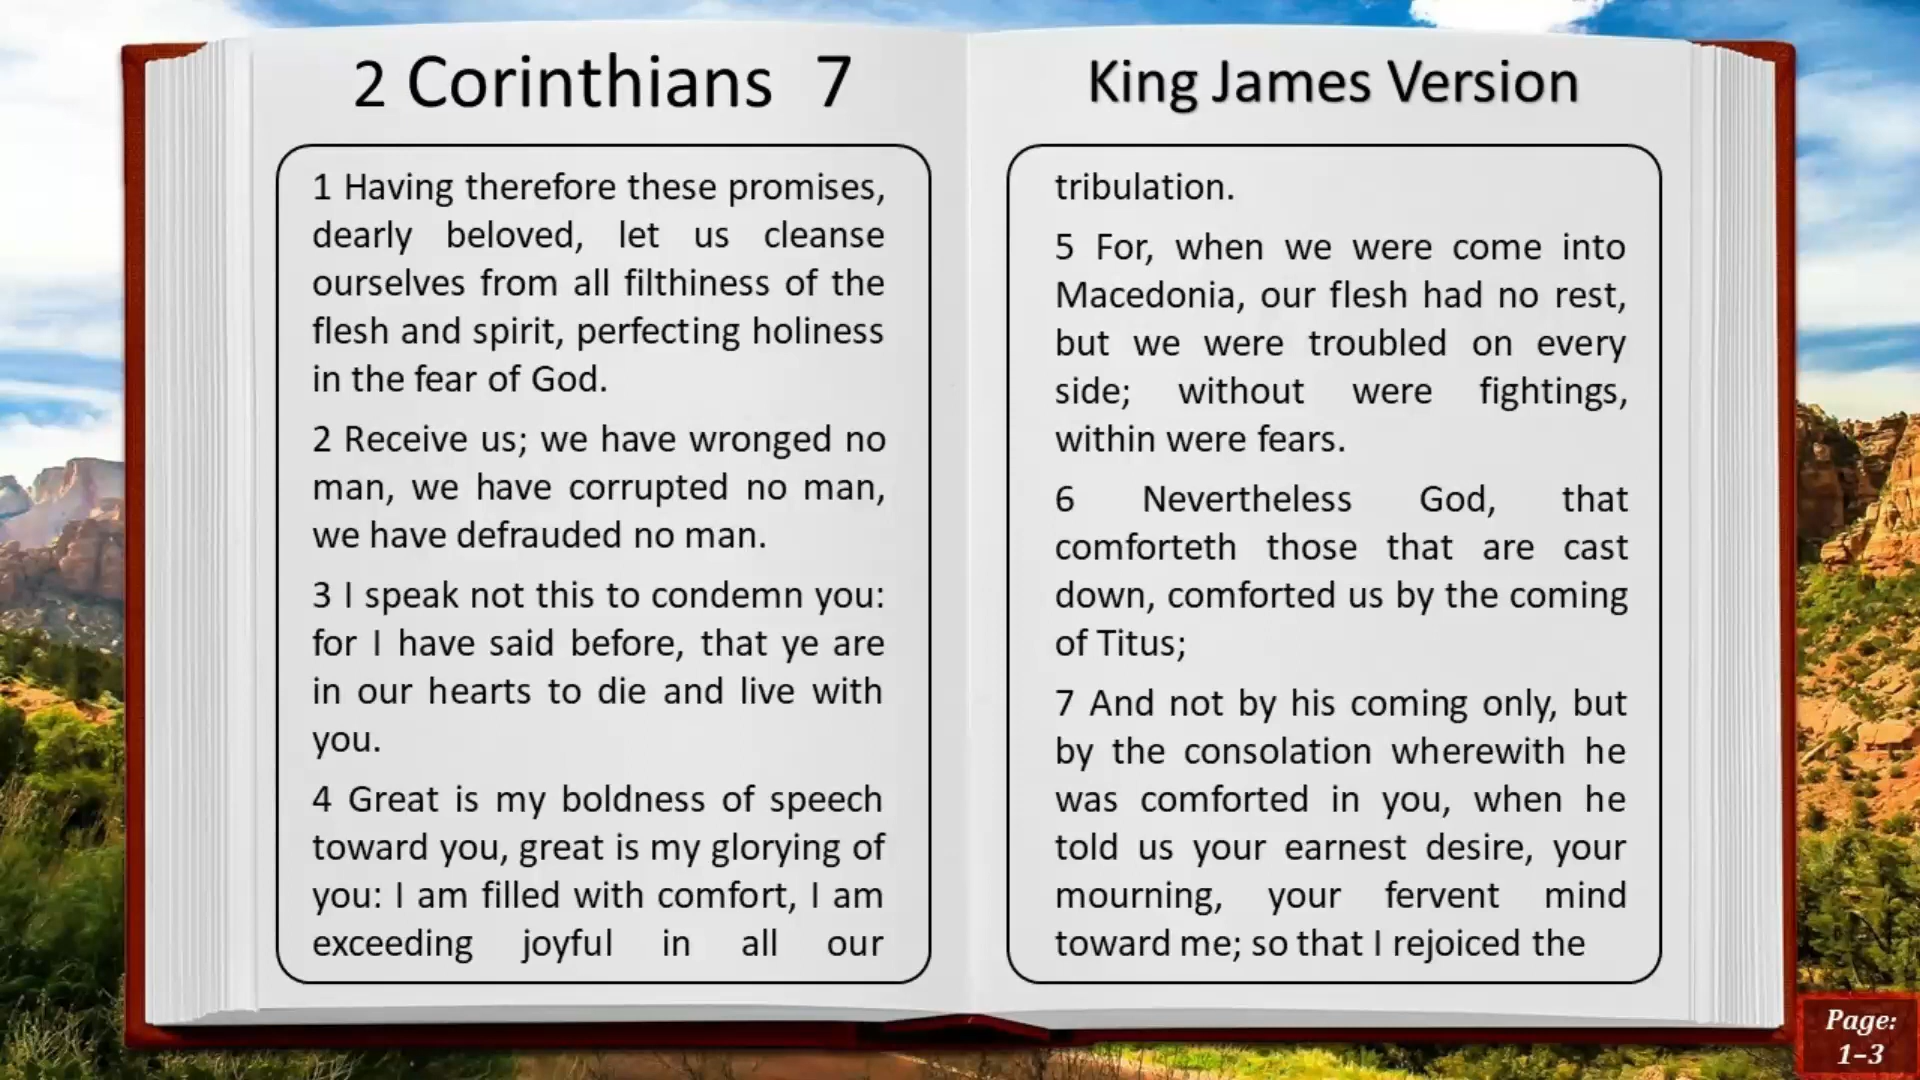 2 Corinthians 7
1 Having therefore these promises,
dearly beloved, let us cleanse
ourselves from all filthiness of the
flesh and spirit, perfecting holiness
in the fear of God.
2 Receive us; we have wronged no
man, we have corrupted no man,
we have defrauded no man.
3 I speak not this to condemn you:
for I have said before, that ye are
in our hearts to die and live with
you.
4 Great is my boldness of speech
toward you, great is my glorying of
you: I am filled with comfort, I am
exceeding joyful in all our
King James Version
tribulation.
5 For, when we were come into
Macedonia, our flesh had no rest,
but we were troubled on every
side; without were fightings,
within were fears.
6 Nevertheless God, that
comforteth those that are cast
down, comforted us by the coming
of Titus;
7 And not by his coming only, but
by the consolation wherewith he
was comforted in you, when he
told us your earnest desire, your
mourning, your fervent mind
toward me; so that I rejoiced the
Page:
1–3